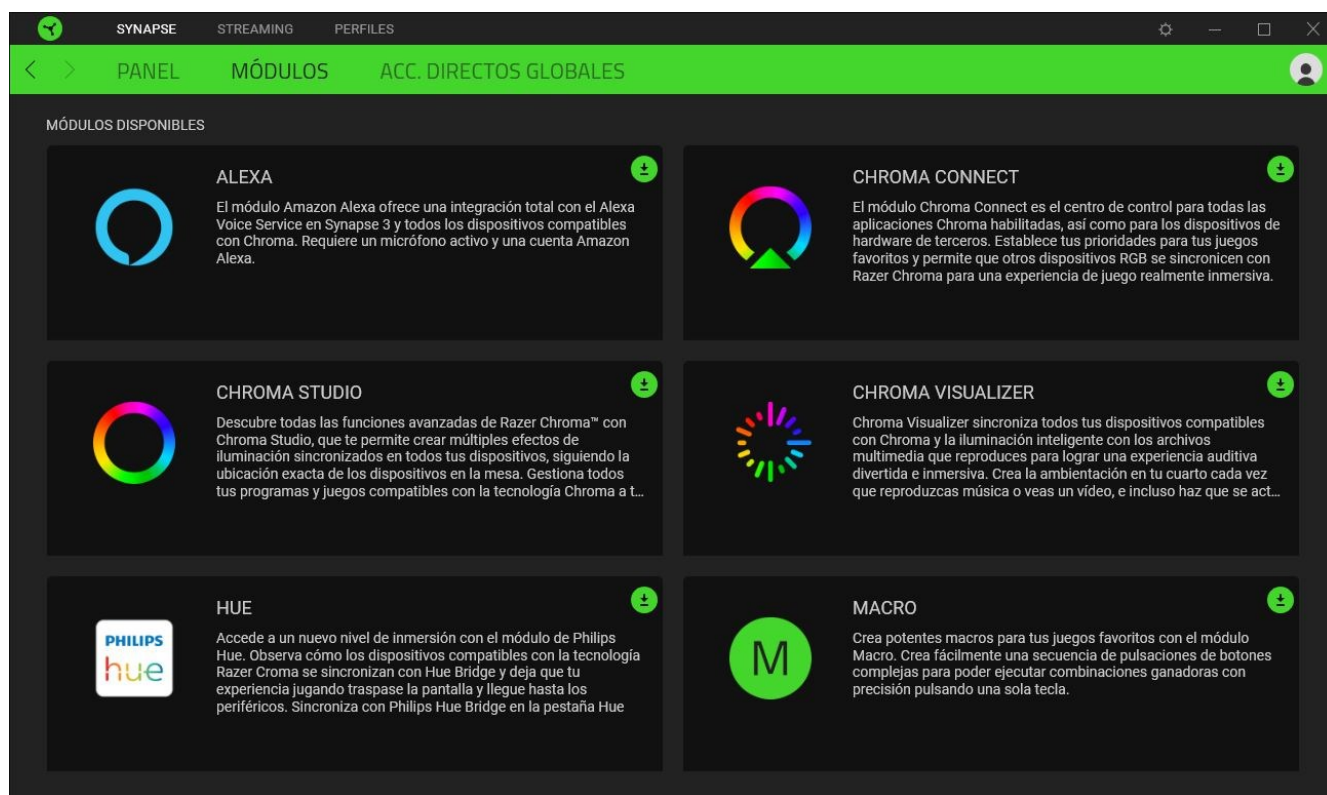 SYNAPSE STREAMING PERFILES
PANEL MÓDULOS ACC. DIRECTOS GLOBALES
MÓDULOS DISPONIBLES
ALEXA
El módulo Amazon Alexa ofrece una integración total con el Alexa
Voice Service en Synapse 3 y todos los dispositivos compatibles
con Chroma. Requiere un micrófono activo y una cuenta Amazon
Alexa.
CHROMA CONNECT
El módulo Chroma Connect es el centro de control para todas las
aplicaciones Chroma habilitadas, así como para los dispositivos de
hardware de terceros. Establece tus prioridades para tus juegos
favoritos y permite que otros dispositivos RGB se sincronicen con
Razer Chroma para una experiencia de juego realmente inmersiva.
CHROMA STUDIO
Descubre todas las funciones avanzadas de Razer Chroma™ con
Chroma Studio, que te permite crear múltiples efectos de
iluminación sincronizados en todos tus dispositivos, siguiendo la
ubicación exacta de los dispositivos en la mesa. Gestiona todos
tus programas y juegos compatibles con la tecnología Chroma a t...
CHROMA VISUALIZER
Chroma Visualizer sincroniza todos tus dispositivos compatibles
con Chroma y la iluminación inteligente con los archivos
multimedia que reproduces para lograr una experiencia auditiva
divertida e inmersiva. Crea la ambientación en tu cuarto cada vez
que reproduzcas música o veas un vídeo, e incluso haz que se act...
PHILIPS
hue
HUE
Accede a un nuevo nivel de inmersión con el módulo de Philips
Hue. Observa cómo los dispositivos compatibles con la tecnología
Razer Croma se sincronizan con Hue Bridge y deja que tu
experiencia jugando traspase la pantalla y llegue hasta los
periféricos. Sincroniza con Philips Hue Bridge en la pestaña Hue
M
MACRO
Crea potentes macros para tus juegos favoritos con el módulo
Macro. Crea fácilmente una secuencia de pulsaciones de botones
complejas para poder ejecutar combinaciones ganadoras con
precisión pulsando una sola tecla.